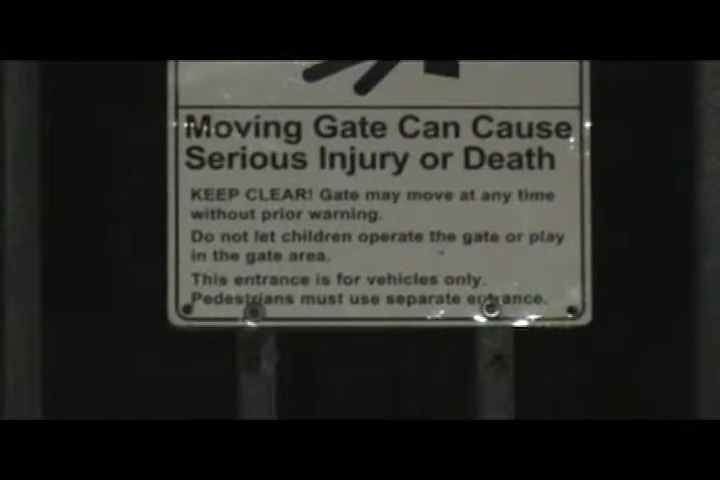 Moving Gate Can Cause
Serious Injury or Death
KEEP CLEAR! Gate may move at any time
without prior warning.
Do not let children operate the gate or play
in the gate area.
This entrance is for vehicles only.
Pedestrians must use separate entrance.